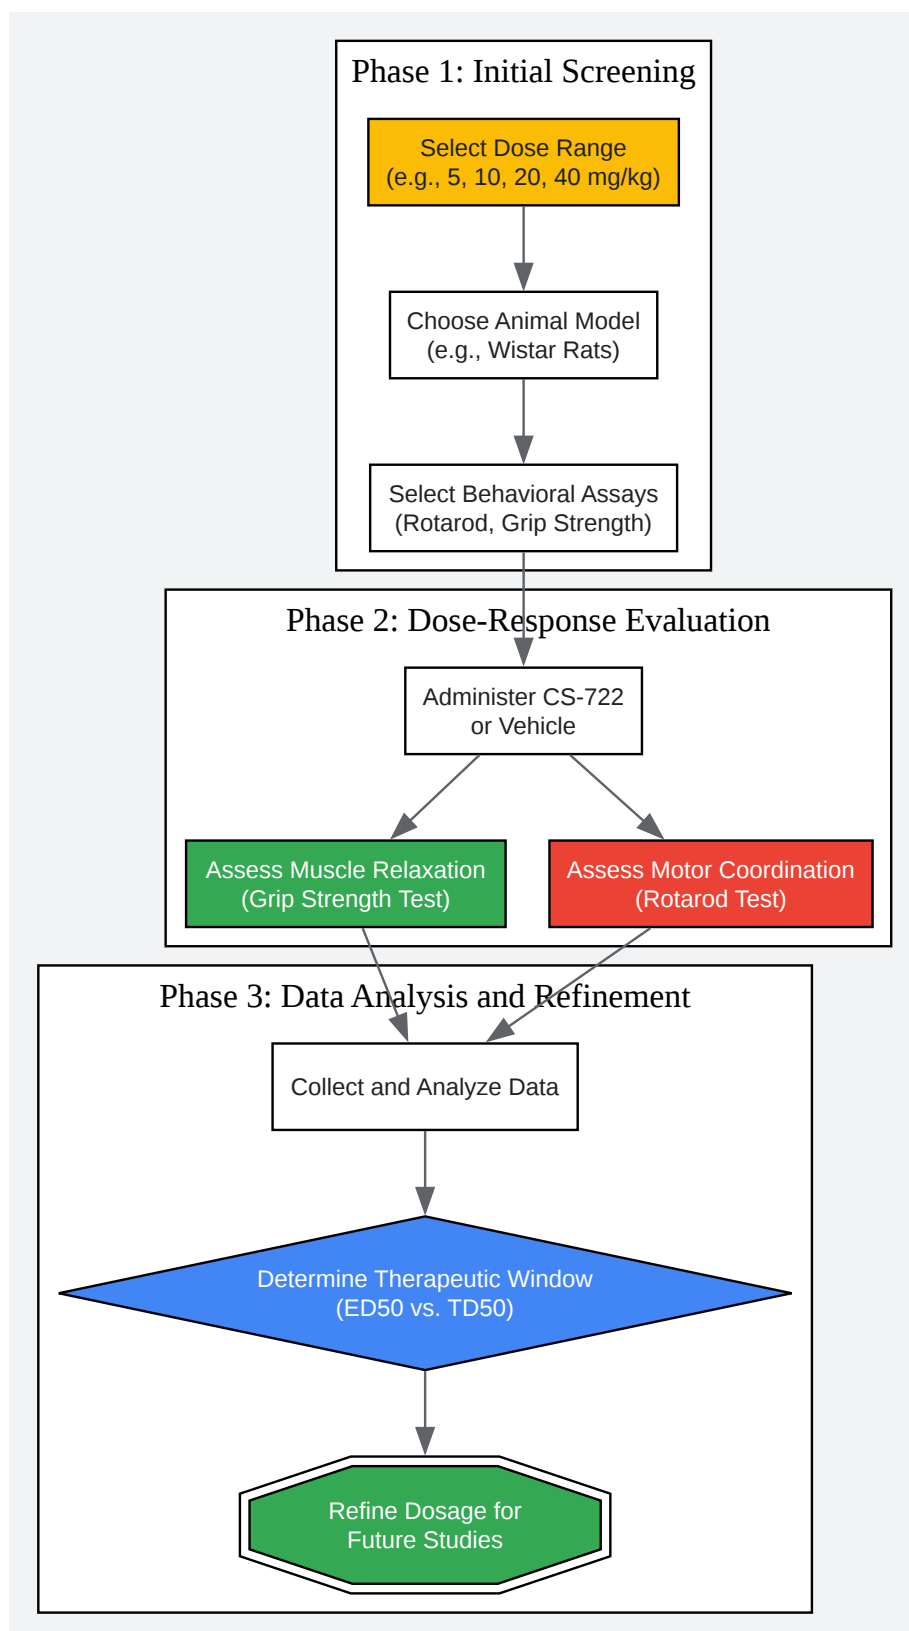 Phase 1: Initial Screening
Select Dose Range
(e.g., 5, 10, 20, 40 mg/kg)
Choose Animal Model
(e.g., Wistar Rats)
Select Behavioral Assays
(Rotarod, Grip Strength)
Phase 2: Dose-Response Evaluation
Administer CS-722
or Vehicle
Assess Muscle Relaxation
(Grip Strength Test)
Assess Motor Coordination
(Rotarod Test)
Phase 3: Data Analysis and Refinement
Collect and Analyze Data
Determine Therapeutic Window
(ED50 vs. TD50)
Refine Dosage for
Future Studies